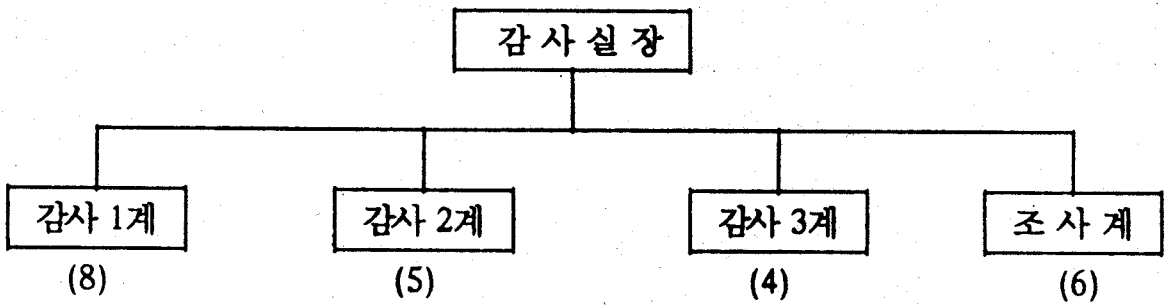 감 사 실 장
감사 1계 감사 2계 감사 3계 조 사 계
(8) (5) (4) (6)